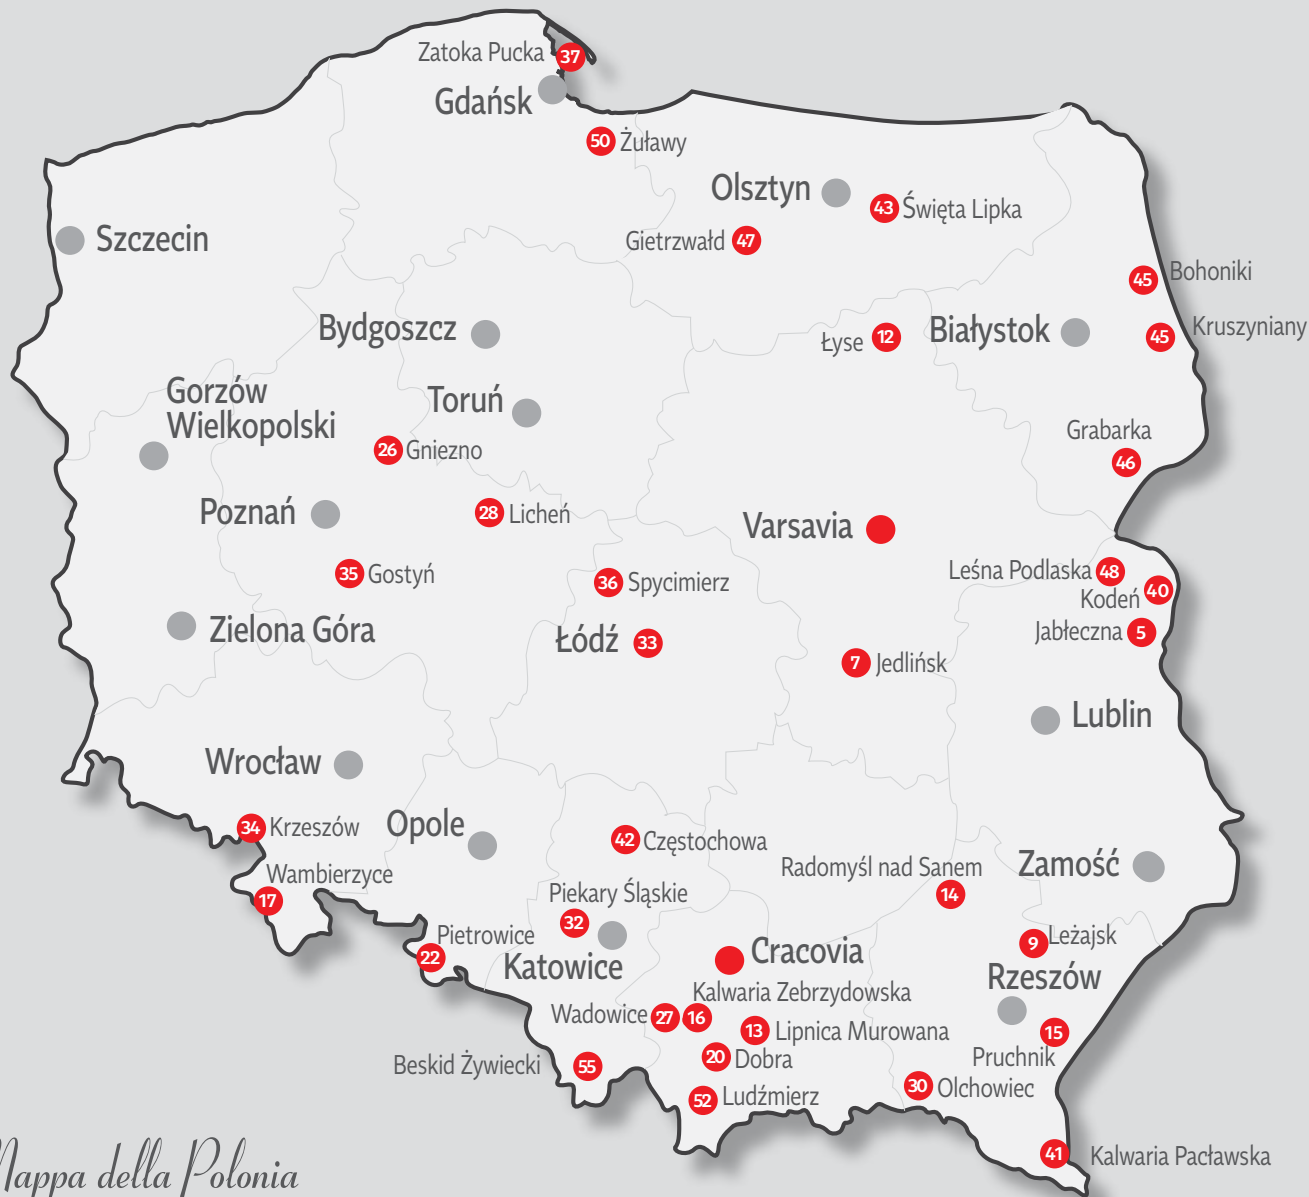 Zatoka Pucka 37
Gdańsk
50 Żuławy
Olsztyn
43 Święta Lipka
Gietrzwałd 47
Szczecin
Bohoniki
45
Bydgoszcz
Łyse 12
Białystok
Kruszyniany
45
Gorzów
Wielkopolski
Toruń
26 Gniezno
Grabarka
46
Poznań
28 Licheń
Varsavia
35 Gostyń
36 Spycimierz
Leśna Podlaska 48
Kodeń 40
Zielona Góra
Łódź 33
Jabłeczna 5
7 Jedlińsk
Lublin
Wrocław
34 Krzeszów
Opole
42 Częstochowa
Wambierzyce
17
Radomyśl nad Sanem
14
Zamość
Piekary Śląskie
32
Pietrowice
22
Katowice
Cracovia
9 Leżajsk
Rzeszów
Kalwaria Zebrzydowska
Wadowice 27 16
13 Lipnica Murowana
15
Pruchnik
Beskid Żywiecki 55
20 Dobra
30 Olchowiec
52 Ludźmierz
41 Kalwaria Pacławska
Mappa della Polonia